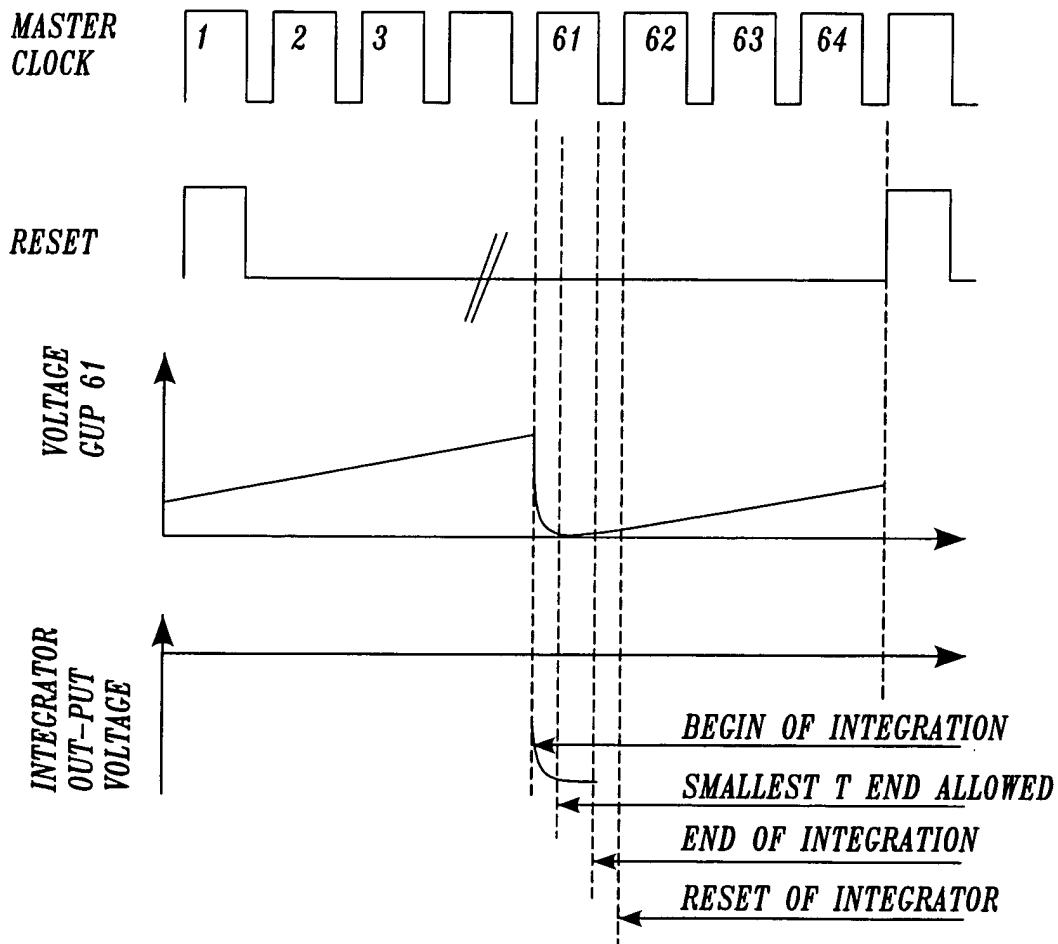 MASTER
CLOCK
1 2 3 61 62 63 64
RESET
VOLTAGE
GUP 61
INTEGRATOR
OUT-PUT
VOLTAGE
BEGIN OF INTEGRATION
SMALLEST T END ALLOWED
END OF INTEGRATION
RESET OF INTEGRATOR